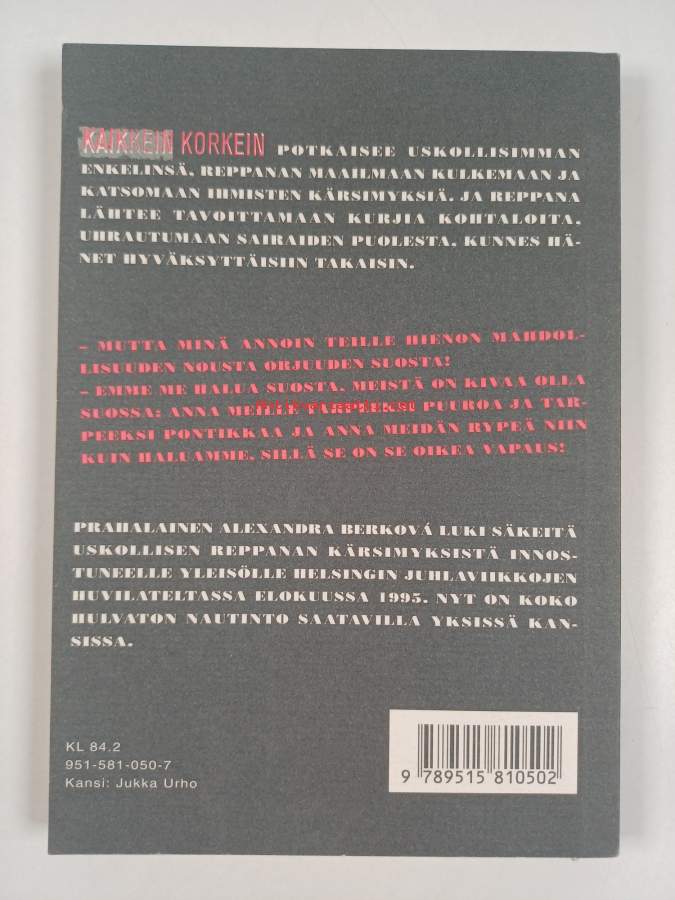 KAIKKEIN KORKEIN POTKAISEE USKOLLISIMMAN
ENKELINSÄ, REPPANAN MAAILMAAN KULKEMAAN JA
KATSOMAAN IHMISTEN KÄRSIMYKSIÄ. JA REPPANA
LÄHTEE TAVOITTAMAAN KURJIA KOHTALOITA,
UHRAUTUMAAN SAIRAIDEN PUOLESTA, KUNNES HÄ-
NET HYVÄKSYTTÄISIIN TAKAISIN.
– MUTTA MINÄ ANNOIN TEILLE HIENON MAHDOL-
LISUUDEN NOUSTA ORJUUDEN SUOSTA!
– EMME ME HALUA SUOSTA, MEISTÄ ON KIVAA OLLA
SUOSSA: ANNA MEILLE TARPEEKSI PUUROA JA TAR-
PEEKSI PONTIKKAA JA ANNA MEIDÄN RYPEÄ NIIN
KUIN HALUAMME, SILLÄ SE ON SE OIKEA VAPAUS!
PRAHALAINEN ALEXANDRA BERKOVÁ LUKI SÄKEITÄ
USKOLLISEN REPPANAN KÄRSIMYKSISTÄ INNOS-
TUNEELLE YLEISÖLLE HELSINGIN JUHLAVIIKKOJEN
HUVILATELTASSA ELOKUUSSA 1995. NYT ON KOKO
HULVATON NAUTINTO SAATAVILLA YKSISSÄ KAN-
SISSA.
KL 84.2
951-581-050-7
Kansi: Jukka Urho
9 789515 810502